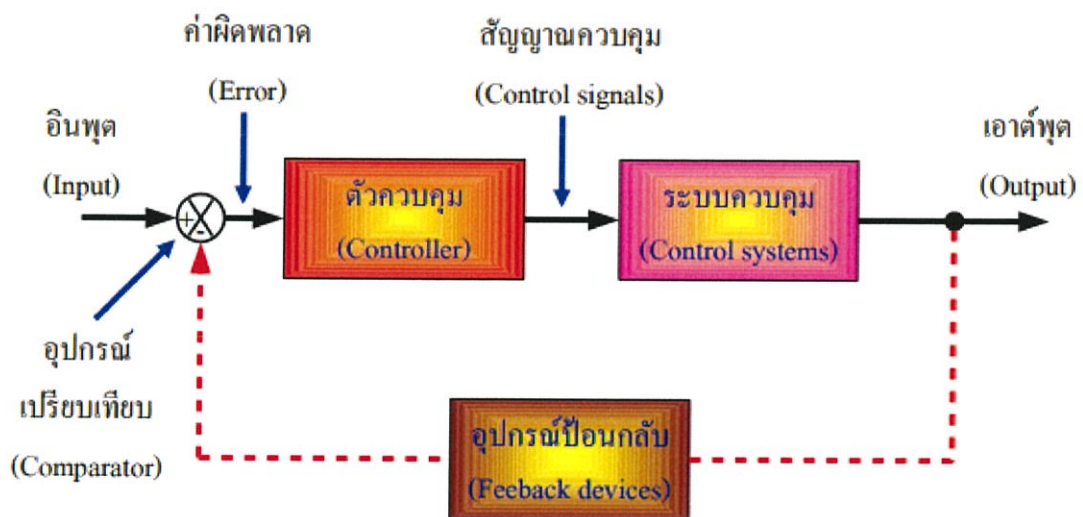 ค่าผิดพลาด
(Error)
สัญญาณควบคุม
(Control signals)
อินพุต
(Input)
เอาต์พุต
(Output)
+
-
ตัวควบคุม
(Controller)
ระบบควบคุม
(Control systems)
อุปกรณ์
เปรียบเทียบ
(Comparator)
อุปกรณ์ป้อนกลับ
(Feeback devices)